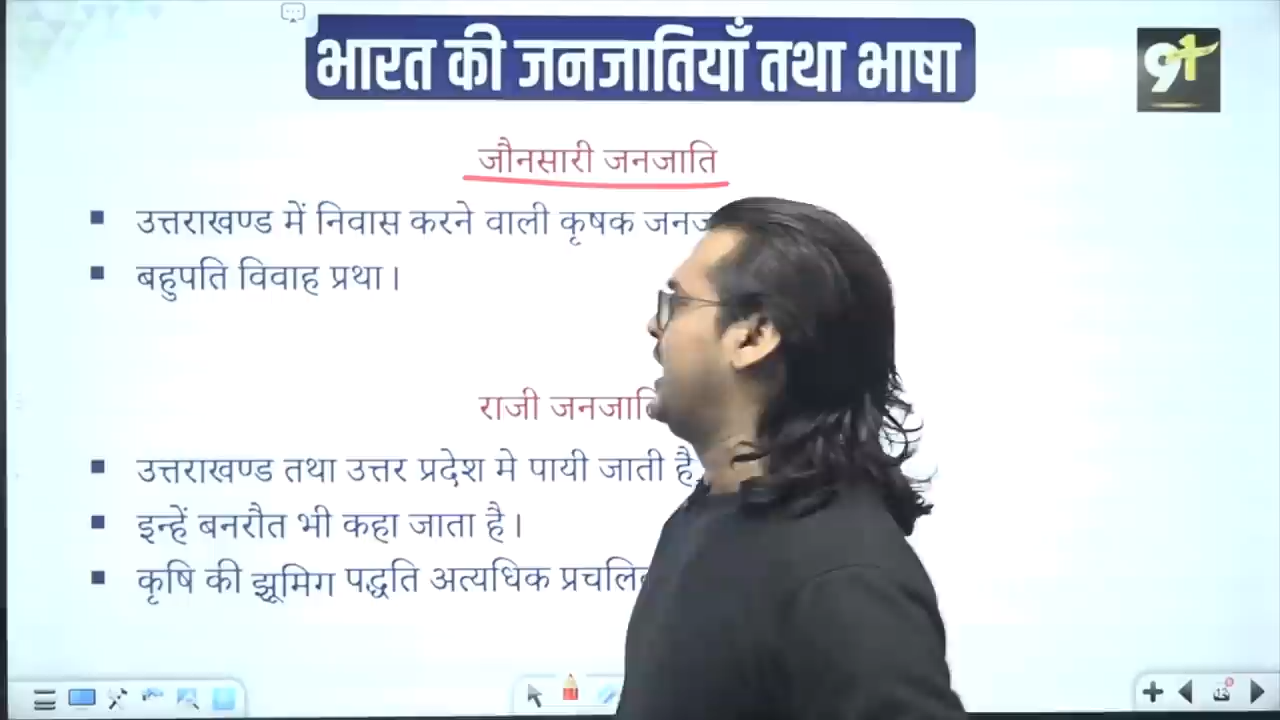 भारत की जनजातियाँ तथा भाषा
जौनसारी जनजाति
उत्तराखण्ड में निवास करने वाली कृषक
बहुपति विवाह प्रथा।
राजी
उत्तराखण्ड तथा उत्तर प्रदेश मे पायी जाती है
इन्हें बनरौत भी कहा जाता है।
कृषि की झूमिग पद्धति अत्यधिक
13